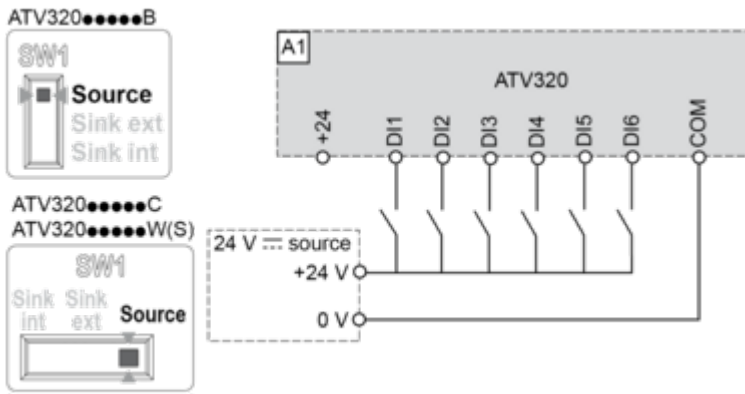 ATV320●●●●●B
SW1
Source
Sink ext
Sink int
A1
ATV320
+24
DI1
DI2
DI3
DI4
DI5
DI6
COM
ATV320●●●●●C
ATV320●●●●●W(S)
SW1
Sink int
Sink ext
Source
24 V ⎓ source
+24 V
0 V